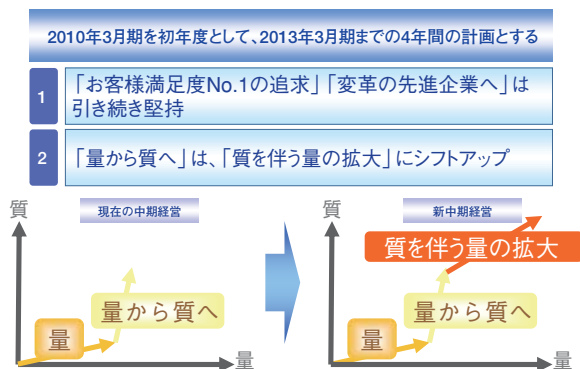 2010年3月期を初年度として、2013年3月期までの4年間の計画とする
1
「お客様満足度No.1の追求」「変革の先進企業へ」は
引き続き堅持
2
「量から質へ」は、「質を伴う量の拡大」にシフトアップ
質
現在の中期経営
量から質へ
量
量
質
新中期経営
質を伴う量の拡大
量から質へ
量
量